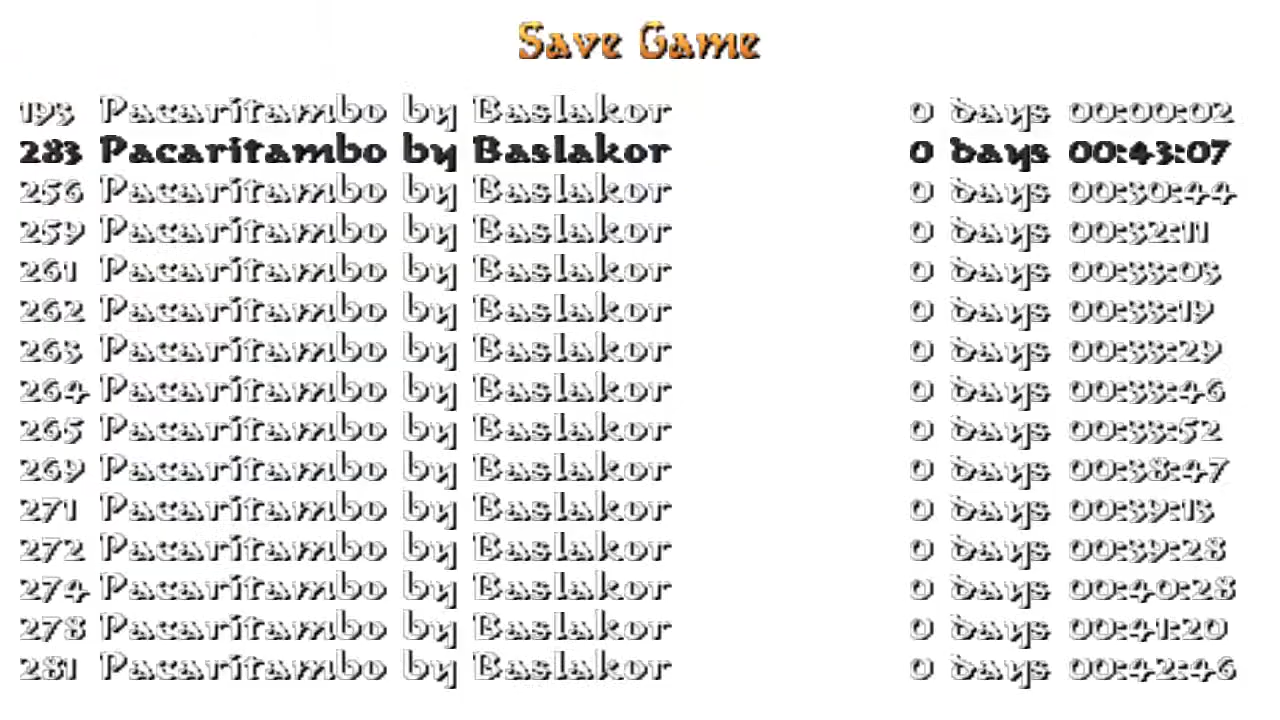 Save Game
193 Pacaritambo by Baslakor 0 days 00:00:02
283 Pacaritambo by Baslakor 0 days 00:43:07
256 Pacaritambo by Baslakor 0 days 00:30:44
259 Pacaritambo by Baslakor 0 days 00:32:11
261 Pacaritambo by Baslakor 0 days 00:33:03
262 Pacaritambo by Baslakor 0 days 00:33:19
263 Pacaritambo by Baslakor 0 days 00:33:29
264 Pacaritambo by Baslakor 0 days 00:33:46
265 Pacaritambo by Baslakor 0 days 00:33:52
269 Pacaritambo by Baslakor 0 days 00:38:47
271 Pacaritambo by Baslakor 0 days 00:39:13
272 Pacaritambo by Baslakor 0 days 00:39:28
274 Pacaritambo by Baslakor 0 days 00:40:28
278 Pacaritambo by Baslakor 0 days 00:41:20
281 Pacaritambo by Baslakor 0 days 00:42:46